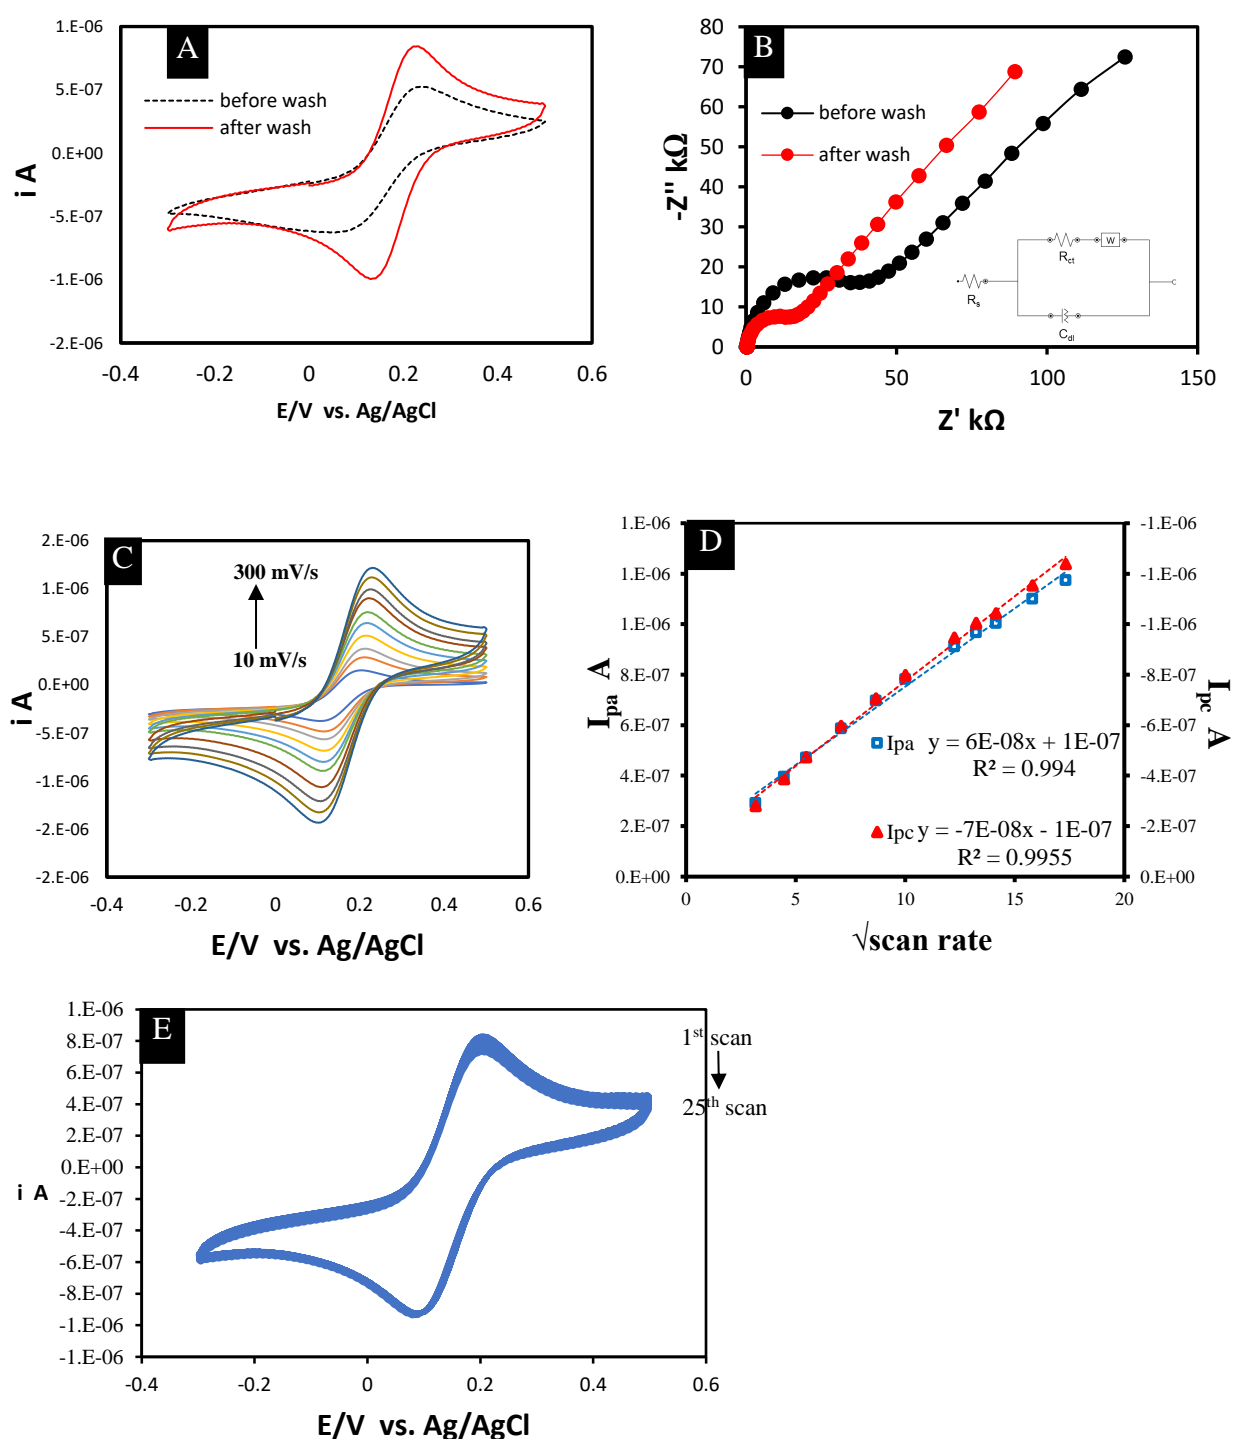 A
1.E-06
5.E-07
0.E+00
-5.E-07
-1.E-06
-2.E-06
-0.4 -0.2 0 0.2 0.4 0.6
i A
E/V vs. Ag/AgCl
before wash
after wash
B
80
70
60
50
40
30
20
10
0
0 50 100 150
-Z'' kΩ
Z' kΩ
before wash
after wash
Rs
Rct
W
Cdl
C
2.E-06
1.E-06
5.E-07
0.E+00
-5.E-07
-1.E-06
-2.E-06
-2.E-06
-0.4 -0.2 0 0.2 0.4 0.6
i A
E/V vs. Ag/AgCl
300 mV/s
10 mV/s
D
1.E-06
1.E-06
1.E-06
8.E-07
6.E-07
4.E-07
2.E-07
0.E+00
-1.E-06
-1.E-06
-1.E-06
-8.E-07
-6.E-07
-4.E-07
-2.E-07
0.E+00
0 5 10 15 20
Ipa A
Ipc A
√scan rate
Ipa y = 6E-08x + 1E-07
R² = 0.994
Ipc y = -7E-08x - 1E-07
R² = 0.9955
E
1.E-06
8.E-07
6.E-07
4.E-07
2.E-07
0.E+00
-2.E-07
-4.E-07
-6.E-07
-8.E-07
-1.E-06
-1.E-06
-0.4 -0.2 0 0.2 0.4 0.6
i A
E/V vs. Ag/AgCl
1st scan
25th scan